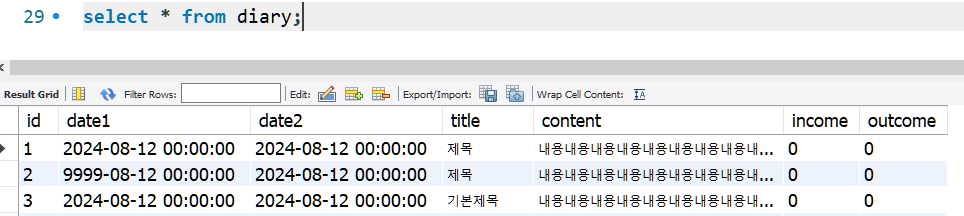 29 select * from diary;
Result Grid Filter Rows: Edit: Export/Import: Wrap Cell Content:
id date1 date2 title content income outcome
1 2024-08-12 00:00:00 2024-08-12 00:00:00 제목 내용내용내용내용내용내용내용내용내... 0 0
2 9999-08-12 00:00:00 2024-08-12 00:00:00 제목 내용내용내용내용내용내용내용내용내... 0 0
3 2024-08-12 00:00:00 2024-08-12 00:00:00 기본제목 내용내용내용내용내용내용내용내용내... 0 0